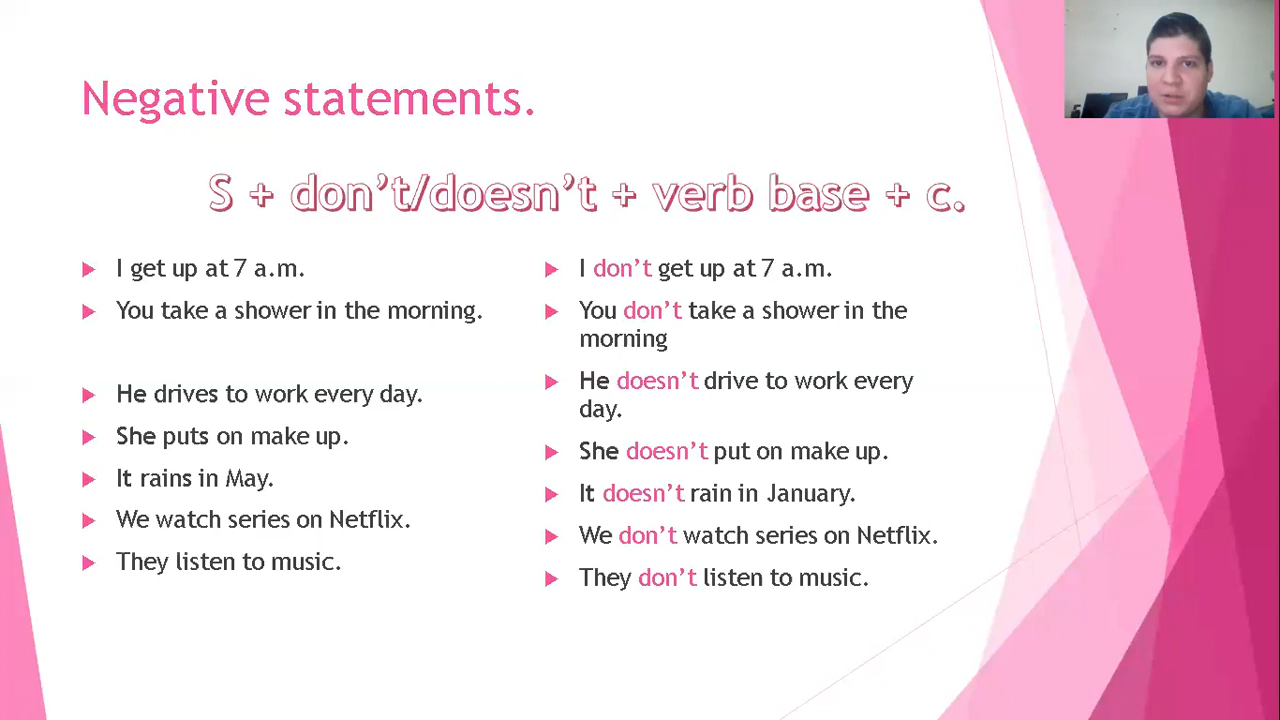 Negative statements.
S + don't/doesn't + verb base + c.
I get up at 7 a.m.
You take a shower in the morning.
He drives to work every day.
She puts on make up.
It rains in May.
We watch series on Netflix.
They listen to music.
I don't get up at 7 a.m.
You don't take a shower in the
morning
He doesn't drive to work every
day.
She doesn't put on make up.
It doesn't rain in January.
We don't watch series on Netflix.
They don't listen to music.